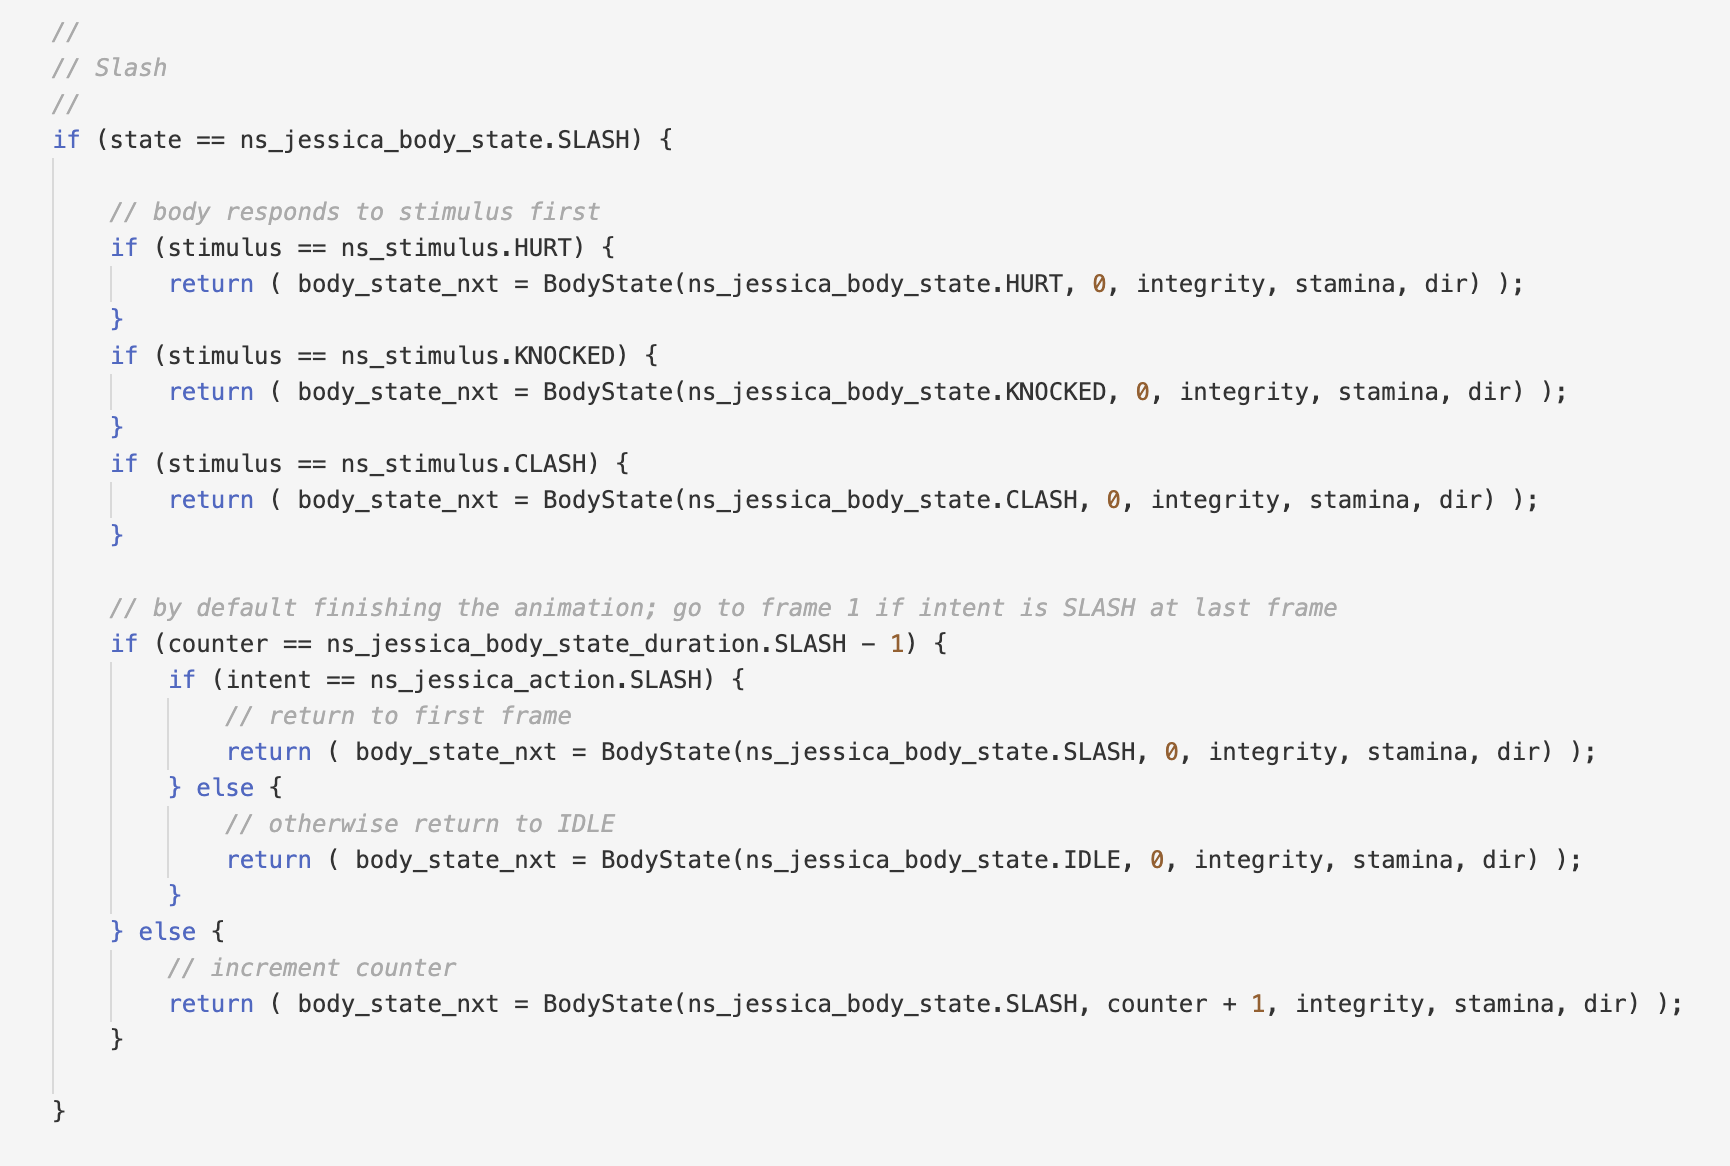 //
// Slash
//
if (state == ns_jessica_body_state.SLASH) {
// body responds to stimulus first
if (stimulus == ns_stimulus.HURT) {
return ( body_state_nxt = BodyState(ns_jessica_body_state.HURT, 0, integrity, stamina, dir) );
}
if (stimulus == ns_stimulus.KNOCKED) {
return ( body_state_nxt = BodyState(ns_jessica_body_state.KNOCKED, 0, integrity, stamina, dir) );
}
if (stimulus == ns_stimulus.CLASH) {
return ( body_state_nxt = BodyState(ns_jessica_body_state.CLASH, 0, integrity, stamina, dir) );
}
// by default finishing the animation; go to frame 1 if intent is SLASH at last frame
if (counter == ns_jessica_body_state_duration.SLASH - 1) {
if (intent == ns_jessica_action.SLASH) {
// return to first frame
return ( body_state_nxt = BodyState(ns_jessica_body_state.SLASH, 0, integrity, stamina, dir) );
} else {
// otherwise return to IDLE
return ( body_state_nxt = BodyState(ns_jessica_body_state.IDLE, 0, integrity, stamina, dir) );
}
} else {
// increment counter
return ( body_state_nxt = BodyState(ns_jessica_body_state.SLASH, counter + 1, integrity, stamina, dir) );
}
}